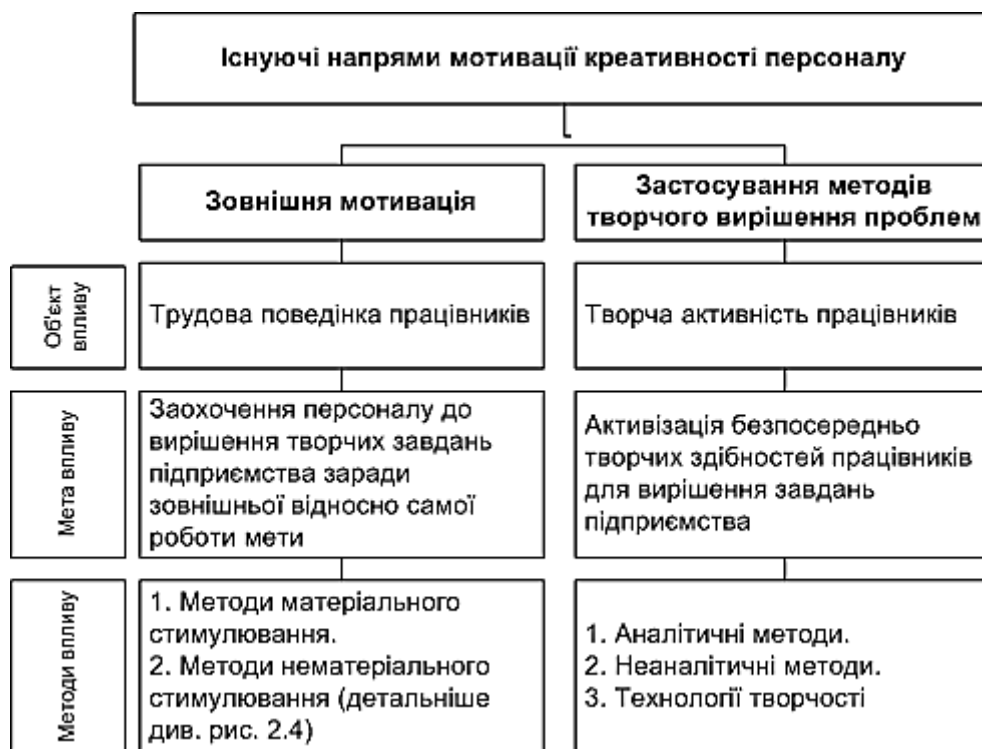 Існуючі напрями мотивації креативності персоналу
Зовнішня мотивація
Застосування методів
творчого вирішення проблем
Об'єкт
впливу
Трудова поведінка працівників
Творча активність працівників
Мета впливу
Заохочення персоналу до
вирішення творчих завдань
підприємства заради
зовнішньої відносно самої
роботи мети
Активізація безпосередньо
творчих здібностей працівників
для вирішення завдань
підприємства
Методи впливу
1. Методи матеріального
стимулювання.
2. Методи нематеріального
стимулювання (детальніше
див. рис. 2.4)
1. Аналітичні методи.
2. Неаналітичні методи.
3. Технології творчості